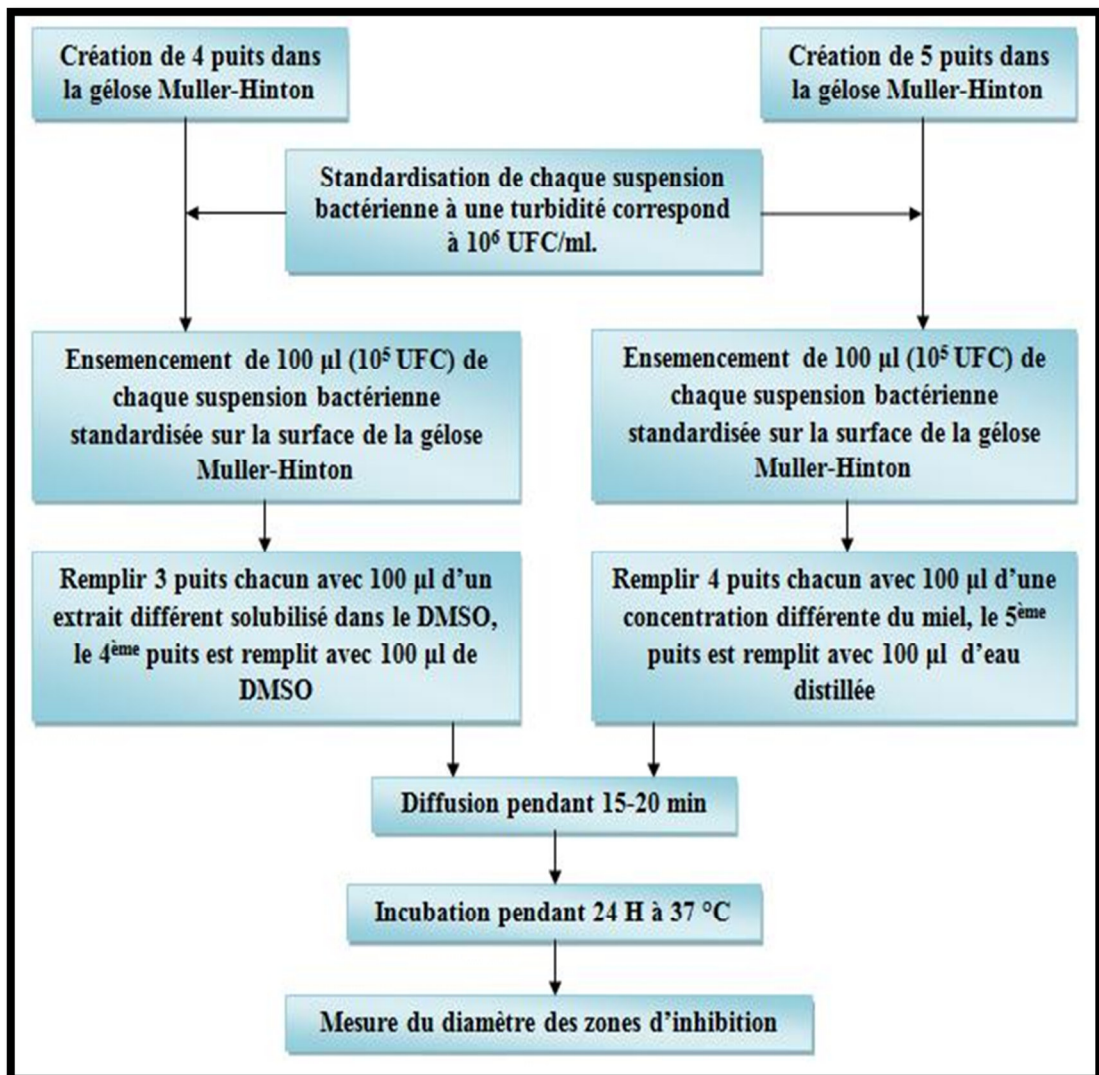 Création de 4 puits dans
la gélose Muller-Hinton
Création de 5 puits dans
la gélose Muller-Hinton
Standardisation de chaque suspension
bactérienne à une turbidité correspond
à 10⁶ UFC/ml.
Ensemencement de 100 µl (10⁵ UFC) de
chaque suspension bactérienne
standardisée sur la surface de la gélose
Muller-Hinton
Ensemencement de 100 µl (10⁵ UFC) de
chaque suspension bactérienne
standardisée sur la surface de la gélose
Muller-Hinton
Remplir 3 puits chacun avec 100 µl d’un
extrait différent solubilisé dans le DMSO,
le 4ème puits est remplit avec 100 µl de
DMSO
Remplir 4 puits chacun avec 100 µl d’une
concentration différente du miel, le 5ème
puits est remplit avec 100 µl d’eau
distillée
Diffusion pendant 15-20 min
Incubation pendant 24 H à 37 °C
Mesure du diamètre des zones d’inhibition